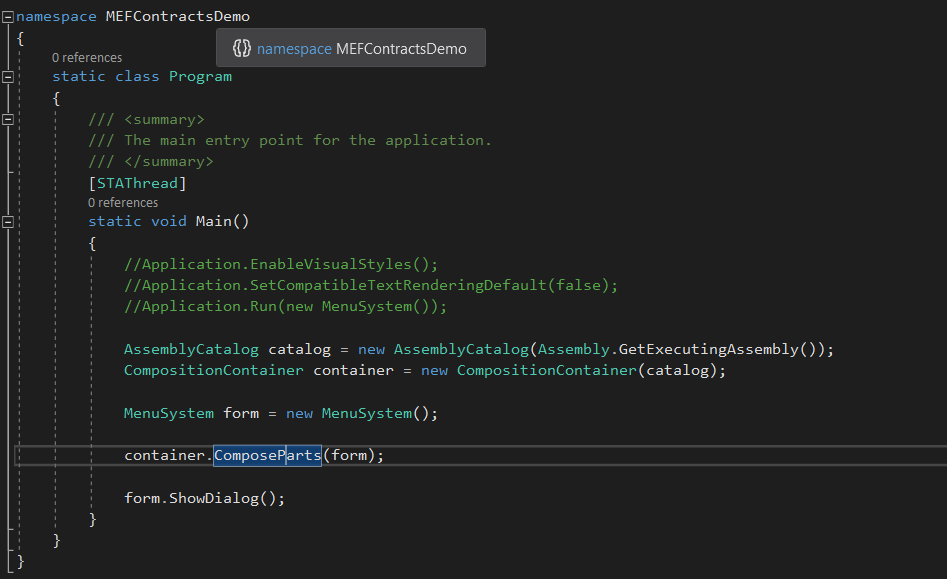 namespace MEFContractsDemo
{
namespace MEFContractsDemo
0 references
static class Program
{
/// <summary>
/// The main entry point for the application.
/// </summary>
[STAThread]
0 references
static void Main()
{
//Application.EnableVisualStyles();
//Application.SetCompatibleTextRenderingDefault(false);
//Application.Run(new MenuSystem());
AssemblyCatalog catalog = new AssemblyCatalog(Assembly.GetExecutingAssembly());
CompositionContainer container = new CompositionContainer(catalog);
MenuSystem form = new MenuSystem();
container.ComposeParts(form);
form.ShowDialog();
}
}
}